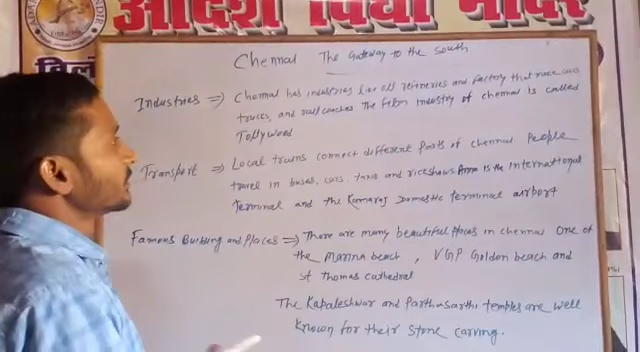 आदर्श विद्या मन्दिर
Chennai The Gateway to the south
Industries ⇒ Chennai has industries like oil refineries and factory that make cars
trucks, and rail coaches The film industry of chennai is called
Tollywood
Transport ⇒ Local trains connect different parts of chennai People
travel in buses, cars, taxis and rickshaws Anna is the International
terminal and the Kamaraj Domestic terminal airport
Famous Building and Places ⇒ There are many beautiful places in chennai One of
the marina beach, VGP Golden beach and
st Thomas cathedral
The Kapaleshwar and Parthasarthi temples are well
known for their stone carving.